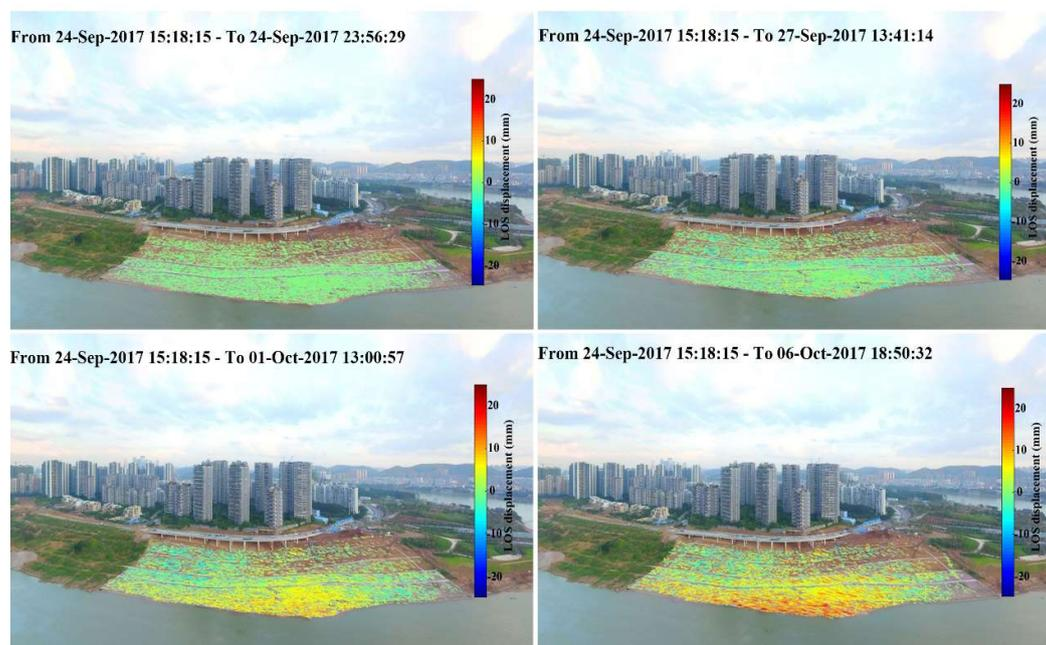 From 24-Sep-2017 15:18:15 - To 24-Sep-2017 23:56:29
20
10
0
-10
-20
LOS displacement (mm)
From 24-Sep-2017 15:18:15 - To 27-Sep-2017 13:41:14
20
10
0
-10
-20
LOS displacement (mm)
From 24-Sep-2017 15:18:15 - To 01-Oct-2017 13:00:57
20
10
0
-10
-20
LOS displacement (mm)
From 24-Sep-2017 15:18:15 - To 06-Oct-2017 18:50:32
20
10
0
-10
-20
LOS displacement (mm)